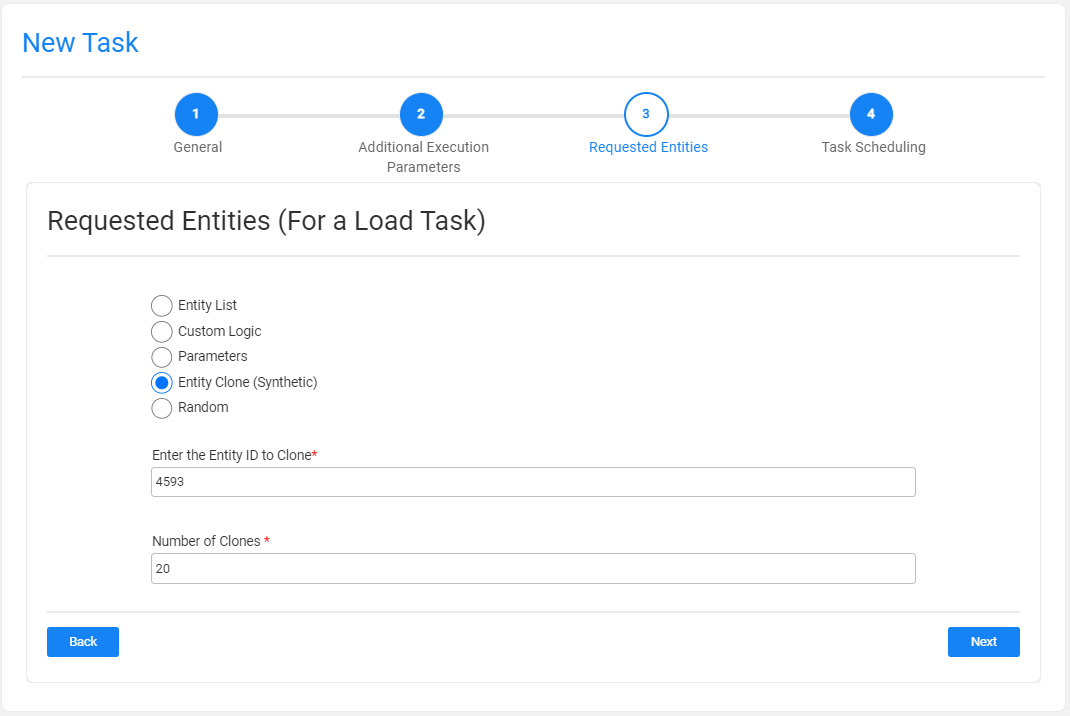 New Task
1
2
3
4
General
Additional Execution
Parameters
Requested Entities
Task Scheduling
Requested Entities (For a Load Task)
Entity List
Custom Logic
Parameters
Entity Clone (Synthetic)
Random
Enter the Entity ID to Clone*
4593
Number of Clones *
20
Back
Next